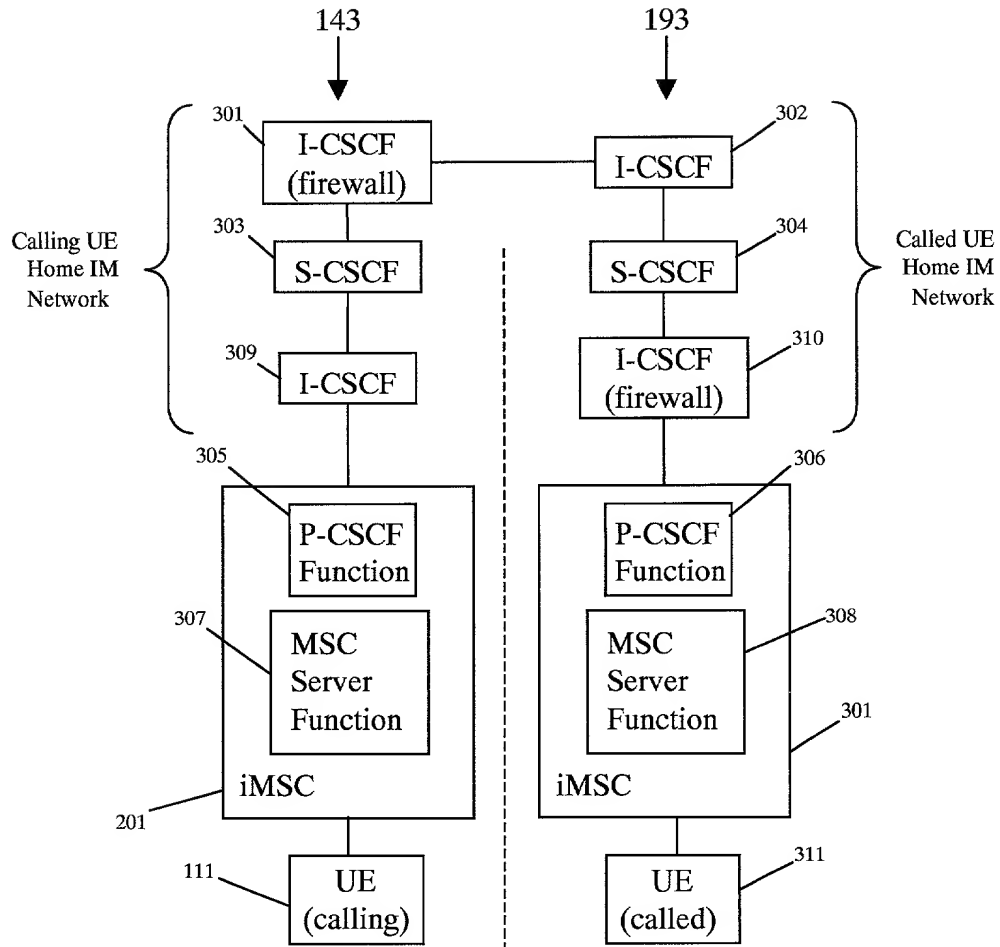 143
193
301
I-CSCF
(firewall)
302
I-CSCF
303
S-CSCF
304
S-CSCF
Calling UE
Home IM
Network
Called UE
Home IM
Network
309
I-CSCF
310
I-CSCF
(firewall)
305
P-CSCF
Function
306
P-CSCF
Function
307
MSC
Server
Function
308
MSC
Server
Function
iMSC
201
iMSC
301
111
UE
(calling)
UE
(called)
311